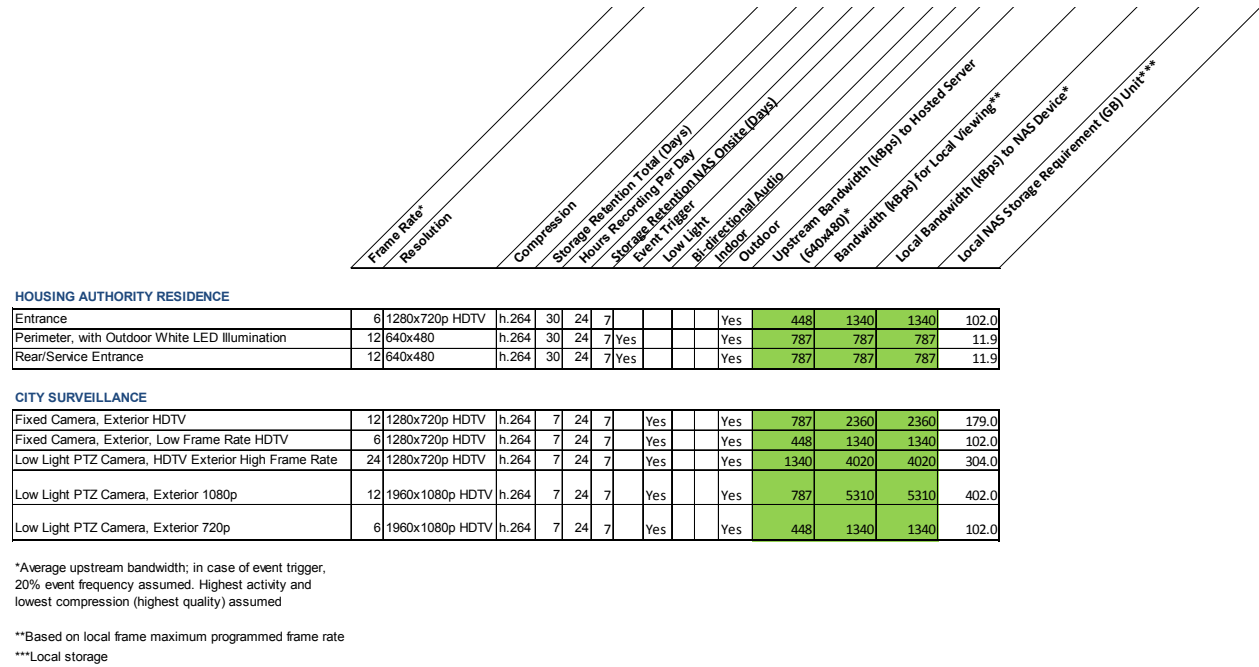 Frame Rate*
Resolution
Compression
Storage Retention Total (Days)
Hours Recording Per Day
Storage Retention NAS Onsite (Days)
Event Trigger
Low Light
Bi-directional Audio
Indoor
Outdoor
Upstream Bandwidth (kBps) to Hosted Server
(640x480)*
Bandwidth (kBps) for Local Viewing**
Local Bandwidth (kBps) to NAS Device*
Local NAS Storage Requirement (GB) Unit***
HOUSING AUTHORITY RESIDENCE
Entrance 6 1280x720p HDTV h.264 30 24 7 Yes 448 1340 1340 102.0
Perimeter, with Outdoor White LED Illumination 12 640x480 h.264 30 24 7 Yes Yes 787 787 787 11.9
Rear/Service Entrance 12 640x480 h.264 30 24 7 Yes Yes 787 787 787 11.9
CITY SURVEILLANCE
Fixed Camera, Exterior HDTV 12 1280x720p HDTV h.264 7 24 7 Yes Yes 787 2360 2360 179.0
Fixed Camera, Exterior, Low Frame Rate HDTV 6 1280x720p HDTV h.264 7 24 7 Yes Yes 448 1340 1340 102.0
Low Light PTZ Camera, HDTV Exterior High Frame Rate 24 1280x720p HDTV h.264 7 24 7 Yes Yes 1340 4020 4020 304.0
Low Light PTZ Camera, Exterior 1080p 12 1960x1080p HDTV h.264 7 24 7 Yes Yes 787 5310 5310 402.0
Low Light PTZ Camera, Exterior 720p 6 1960x1080p HDTV h.264 7 24 7 Yes Yes 448 1340 1340 102.0
*Average upstream bandwidth; in case of event trigger,
20% event frequency assumed. Highest activity and
lowest compression (highest quality) assumed
**Based on local frame maximum programmed frame rate
***Local storage